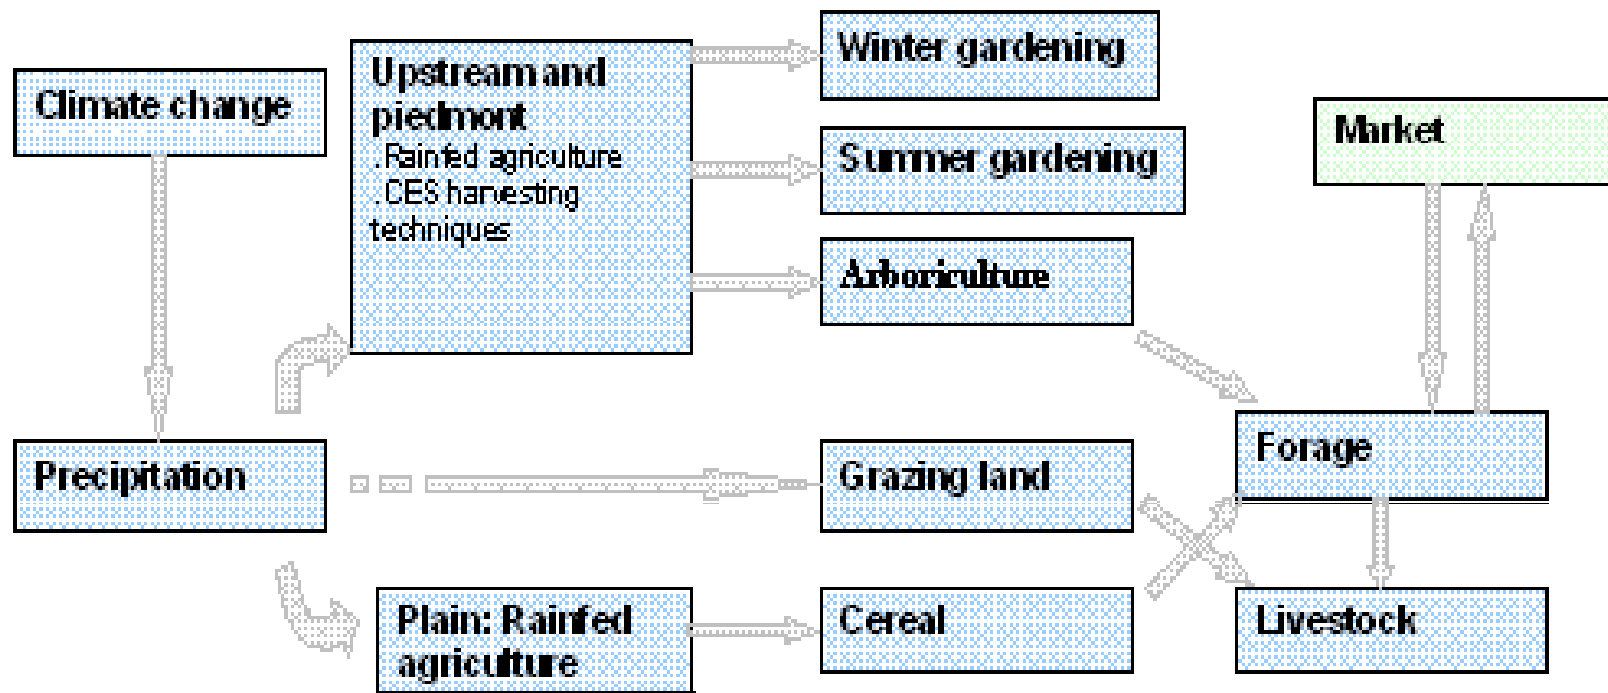 Climate change
Upstream and
piedmont
.Rainfed agriculture
.CES harvesting
techniques
Winter gardening
Summer gardening
Arboriculture
Market
Precipitation
Grazing land
Forage
Plain: Rainfed
agriculture
Cereal
Livestock